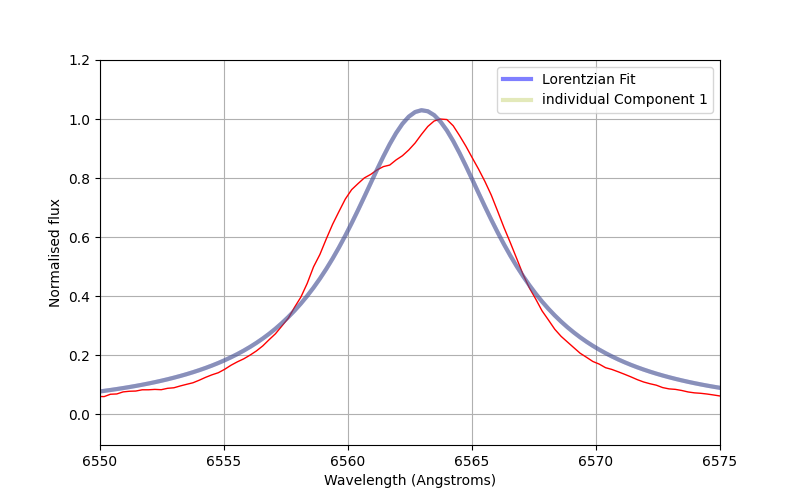 1.2
1.0
0.8
0.6
0.4
0.2
0.0
Normalised flux
Lorentzian Fit
individual Component 1
6550 6555 6560 6565 6570 6575
Wavelength (Angstroms)